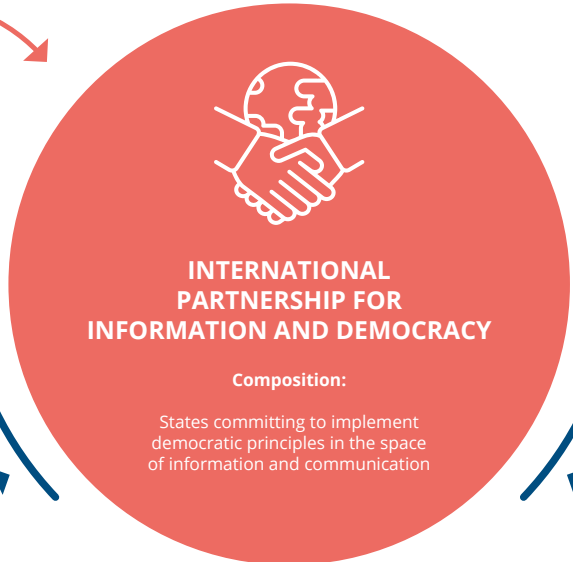 INTERNATIONAL
PARTNERSHIP FOR
INFORMATION AND DEMOCRACY
Composition:
States committing to implement
democratic principles in the space
of information and communication